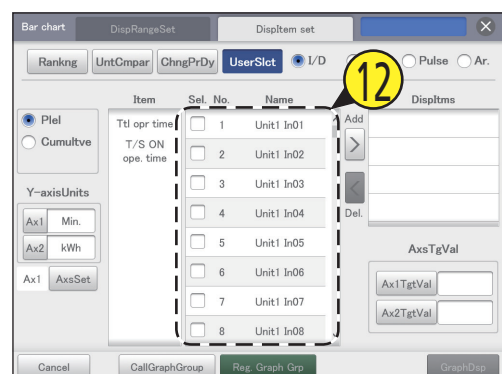 Bar chart DispRangeSet DispItem set ×
Rankng UntCmpar ChngPrDy UserSlct I/D Pulse Ar.
12
Item Sel. No. Name DispItms
Plel
Cumultve
Ttl opr time
T/S ON
ope. time
1 Unit1 In01
2 Unit1 In02
3 Unit1 In03
4 Unit1 In04
5 Unit1 In05
6 Unit1 In06
7 Unit1 In07
8 Unit1 In08
Add
>
<
Del.
Y-axisUnits
Ax1 Min.
Ax2 kWh
Ax1 AxsSet
AxsTgVal
Ax1TgtVal
Ax2TgtVal
Cancel CallGraphGroup Reg. Graph Grp GraphDsp